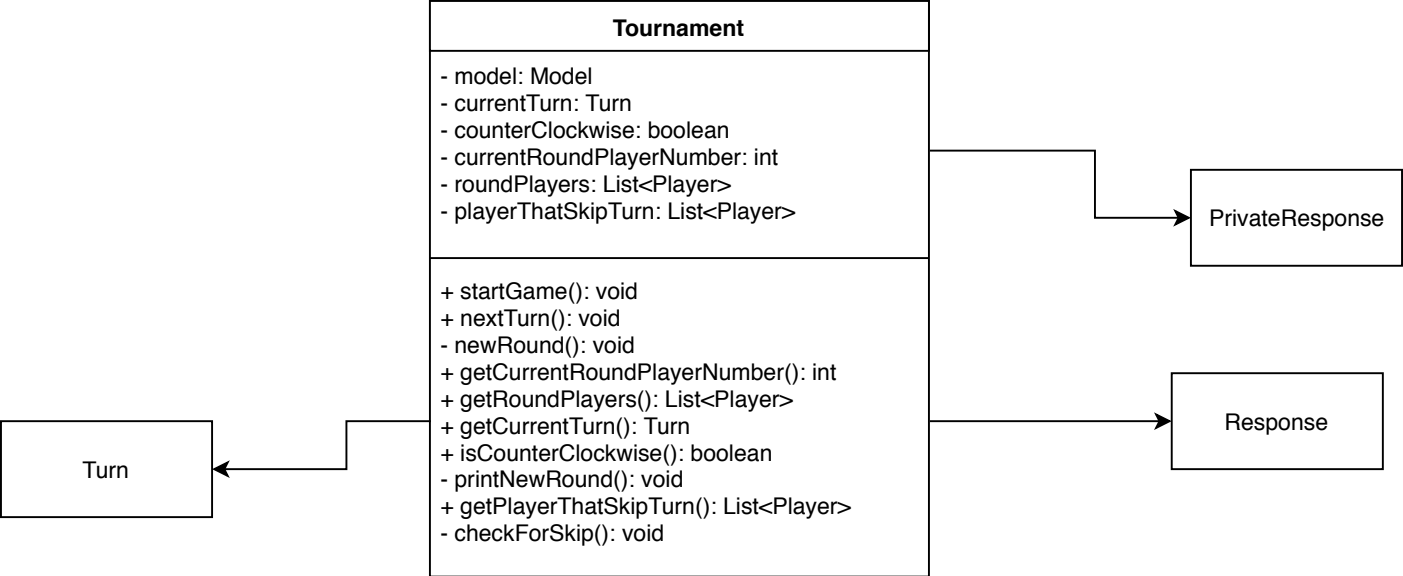 Tournament
- model: Model
- currentTurn: Turn
- counterClockwise: boolean
- currentRoundPlayerNumber: int
- roundPlayers: List<Player>
- playerThatSkipTurn: List<Player>
+ startGame(): void
+ nextTurn(): void
- newRound(): void
+ getCurrentRoundPlayerNumber(): int
+ getRoundPlayers(): List<Player>
+ getCurrentTurn(): Turn
+ isCounterClockwise(): boolean
- printNewRound(): void
+ getPlayerThatSkipTurn(): List<Player>
- checkForSkip(): void
PrivateResponse
Response
Turn